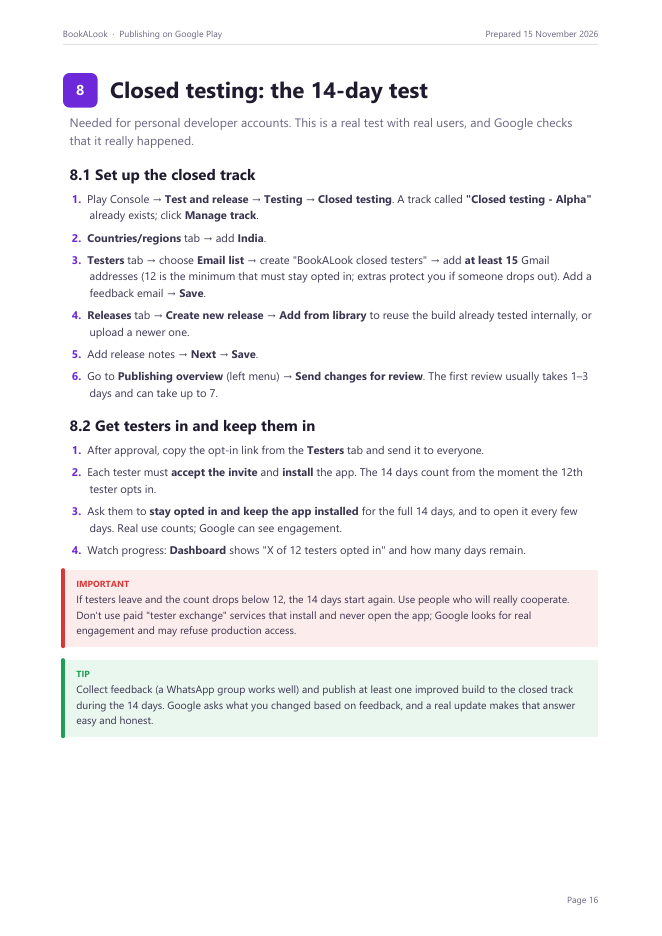 BookALook · Publishing on Google Play
Prepared 15 November 2026
8
Closed testing: the 14-day test
Needed for personal developer accounts. This is a real test with real users, and Google checks
that it really happened.
8.1 Set up the closed track
1. Play Console → Test and release → Testing → Closed testing. A track called "Closed testing - Alpha"
already exists; click Manage track.
2. Countries/regions tab → add India.
3. Testers tab → choose Email list → create "BookALook closed testers" → add at least 15 Gmail
addresses (12 is the minimum that must stay opted in; extras protect you if someone drops out). Add a
feedback email → Save.
4. Releases tab → Create new release → Add from library to reuse the build already tested internally, or
upload a newer one.
5. Add release notes → Next → Save.
6. Go to Publishing overview (left menu) → Send changes for review. The first review usually takes 1–3
days and can take up to 7.
8.2 Get testers in and keep them in
1. After approval, copy the opt-in link from the Testers tab and send it to everyone.
2. Each tester must accept the invite and install the app. The 14 days count from the moment the 12th
tester opts in.
3. Ask them to stay opted in and keep the app installed for the full 14 days, and to open it every few
days. Real use counts; Google can see engagement.
4. Watch progress: Dashboard shows "X of 12 testers opted in" and how many days remain.
IMPORTANT
If testers leave and the count drops below 12, the 14 days start again. Use people who will really cooperate.
Don't use paid "tester exchange" services that install and never open the app; Google looks for real
engagement and may refuse production access.
TIP
Collect feedback (a WhatsApp group works well) and publish at least one improved build to the closed track
during the 14 days. Google asks what you changed based on feedback, and a real update makes that answer
easy and honest.
Page 16